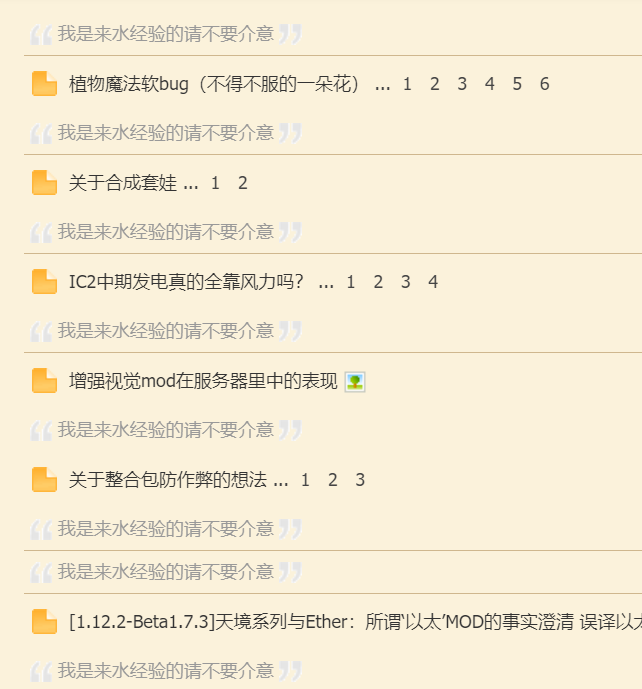 我是来水经验的请不要介意
植物魔法软bug（不得不服的一朵花） ... 1 2 3 4 5 6
我是来水经验的请不要介意
关于合成套娃 ... 1 2
我是来水经验的请不要介意
IC2中期发电真的全靠风力吗？ ... 1 2 3 4
我是来水经验的请不要介意
增强视觉mod在服务器里中的表现
我是来水经验的请不要介意
关于整合包防作弊的想法 ... 1 2 3
我是来水经验的请不要介意
我是来水经验的请不要介意
[1.12.2-Beta1.7.3]天境系列与Ether：所谓‘以太’MOD的事实澄清 误译以太
我是来水经验的请不要介意